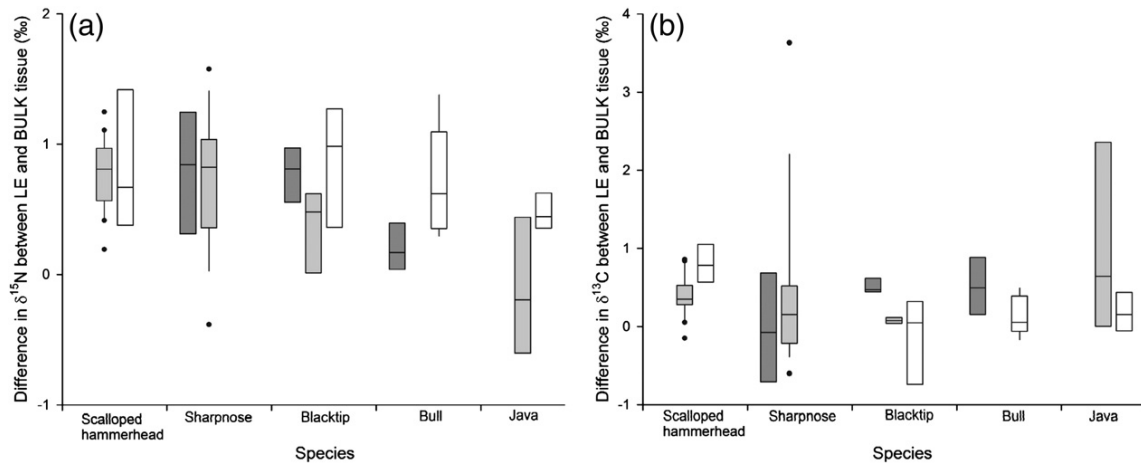 (a)
Difference in δ¹⁵N between LE and BULK tissue (‰)
2
1
0
-1
Scalloped
hammerhead
Sharpnose
Blacktip
Bull
Java
Species
(b)
Difference in δ¹³C between LE and BULK tissue (‰)
4
3
2
1
0
-1
Scalloped
hammerhead
Sharpnose
Blacktip
Bull
Java
Species